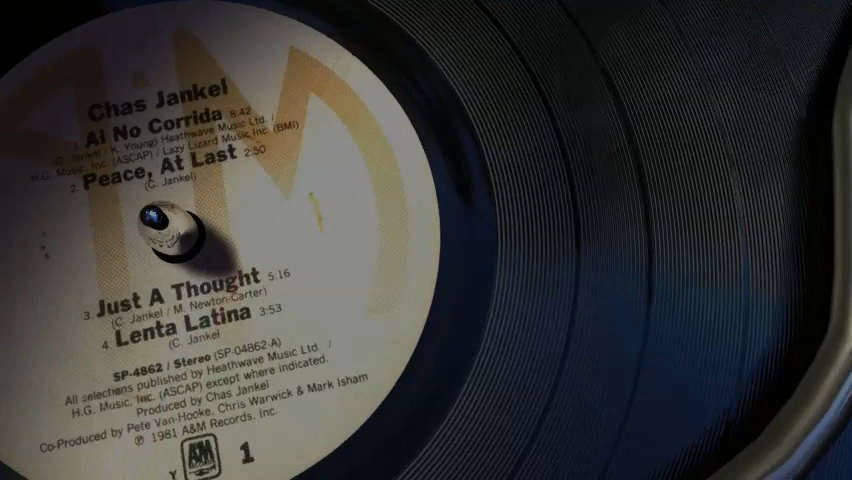 Chas Jankel
1. Ai No Corrida 8:42
(C. Jankel / K. Young) Heathwave Music Ltd. /
H.G. Music, Inc. (ASCAP) / Lazy Lizard Music, Inc. (BMI)
2. Peace, At Last 2:50
(C. Jankel)
3. Just A Thought 5:16
(C. Jankel / M. Newton-Carter)
4. Lenta Latina 3:53
(C. Jankel
SP-4862 / Stereo (SP-04862-A)
All selections published by Heathwave Music Ltd. /
H.G. Music, Inc. (ASCAP) except where indicated.
Produced by Chas Jankel
Co-Produced by Pete Van-Hooke, Chris Warwick & Mark Isham
℗ 1981 A&M Records, Inc.
Y A&M 1